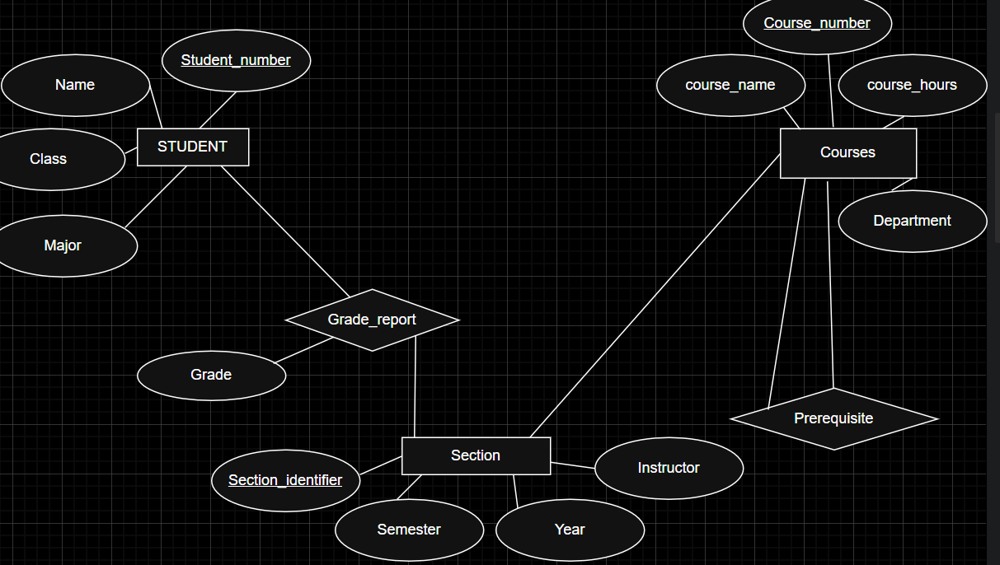 Course_number
Student_number
Name
course_name
course_hours
STUDENT
Courses
Class
Department
Major
Grade_report
Grade
Prerequisite
Section
Instructor
Section_identifier
Semester
Year